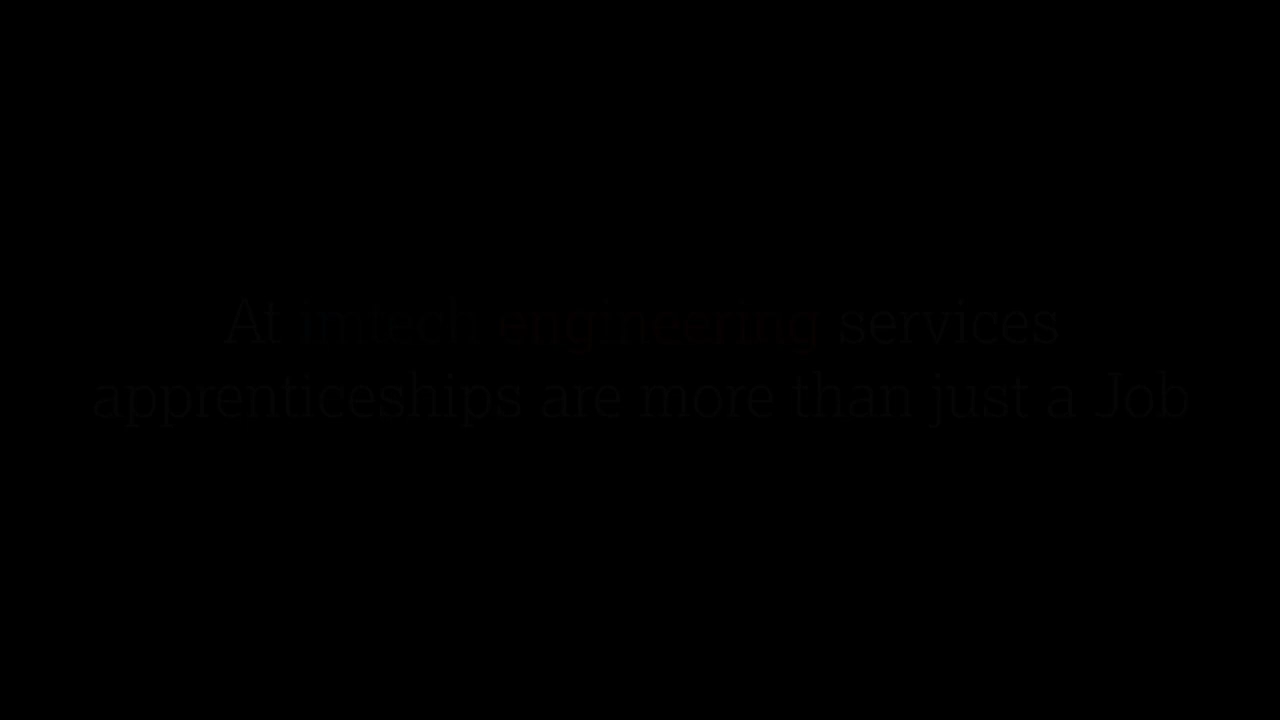 At imtech engineering services
apprenticeships are more than just a Job